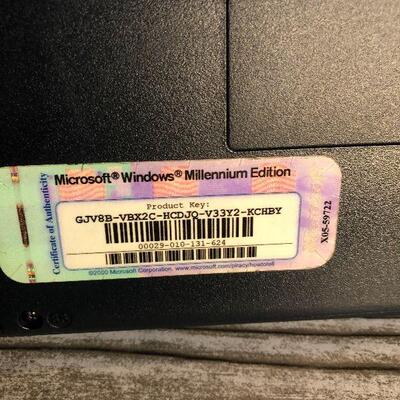 Microsoft® Windows® Millennium Edition
Product Key:
GJV8B-VBX2C-HCDJQ-V33Y2-KCHBY
00029-010-131-624
©2000 Microsoft Corporation. www.microsoft.com/piracy/howtotell
Certificate of Authenticity
X05-59722